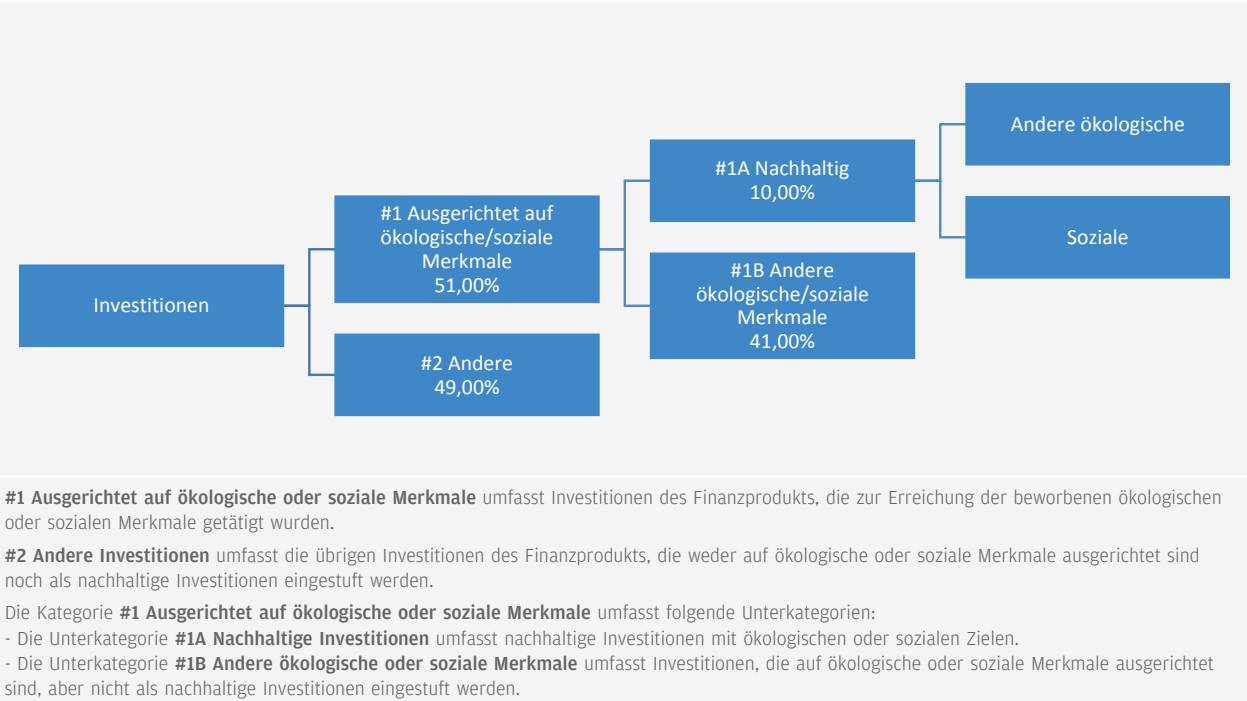 Investitionen
#1 Ausgerichtet auf
ökologische/soziale
Merkmale
51,00%
#2 Andere
49,00%
#1A Nachhaltig
10,00%
#1B Andere
ökologische/soziale
Merkmale
41,00%
Andere ökologische
Soziale
#1 Ausgerichtet auf ökologische oder soziale Merkmale umfasst Investitionen des Finanzprodukts, die zur Erreichung der beworbenen ökologischen
oder sozialen Merkmale getätigt wurden.
#2 Andere Investitionen umfasst die übrigen Investitionen des Finanzprodukts, die weder auf ökologische oder soziale Merkmale ausgerichtet sind
noch als nachhaltige Investitionen eingestuft werden.
Die Kategorie #1 Ausgerichtet auf ökologische oder soziale Merkmale umfasst folgende Unterkategorien:
- Die Unterkategorie #1A Nachhaltige Investitionen umfasst nachhaltige Investitionen mit ökologischen oder sozialen Zielen.
- Die Unterkategorie #1B Andere ökologische oder soziale Merkmale umfasst Investitionen, die auf ökologische oder soziale Merkmale ausgerichtet
sind, aber nicht als nachhaltige Investitionen eingestuft werden.